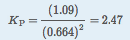 K_P = (1.09) / (0.664)² = 2.47